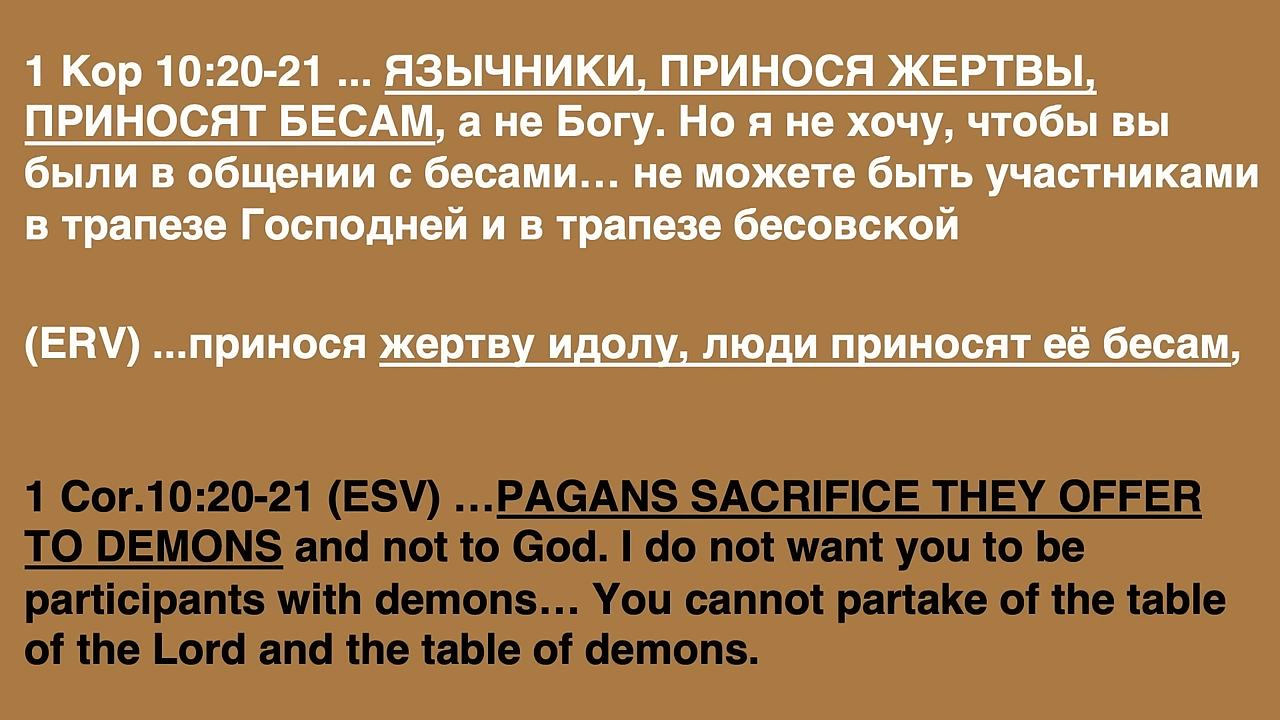 1 Кор 10:20-21 ... ЯЗЫЧНИКИ, ПРИНОСЯ ЖЕРТВЫ,
ПРИНОСЯТ БЕСАМ, а не Богу. Но я не хочу, чтобы вы
были в общении с бесами… не можете быть участниками
в трапезе Господней и в трапезе бесовской
(ERV) ...принося жертву идолу, люди приносят её бесам,
1 Cor.10:20-21 (ESV) …PAGANS SACRIFICE THEY OFFER
TO DEMONS and not to God. I do not want you to be
participants with demons… You cannot partake of the table
of the Lord and the table of demons.